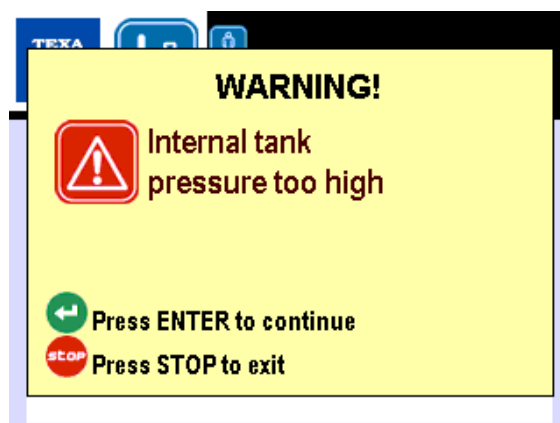 TEXA
WARNING!
Internal tank
pressure too high
Press ENTER to continue
stop
Press STOP to exit